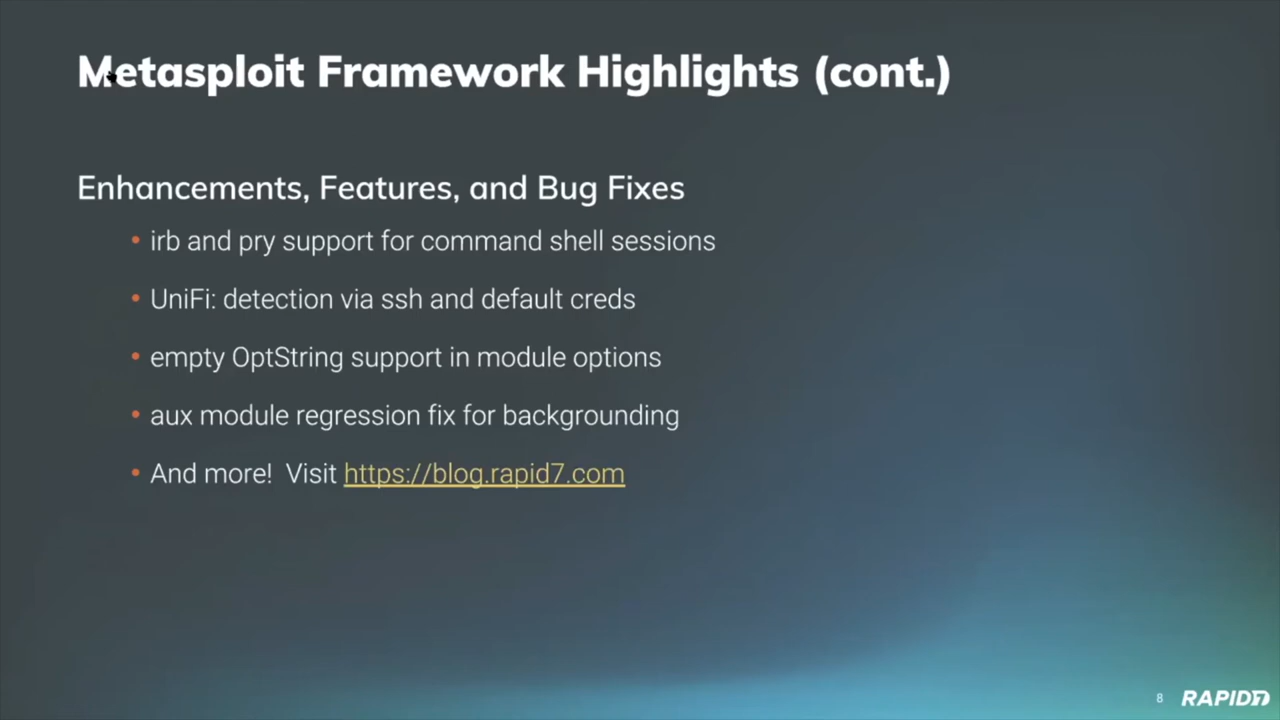 Metasploit Framework Highlights (cont.)
Enhancements, Features, and Bug Fixes
• irb and pry support for command shell sessions
• UniFi: detection via ssh and default creds
• empty OptString support in module options
• aux module regression fix for backgrounding
• And more!  Visit https://blog.rapid7.com
8 RAPID7